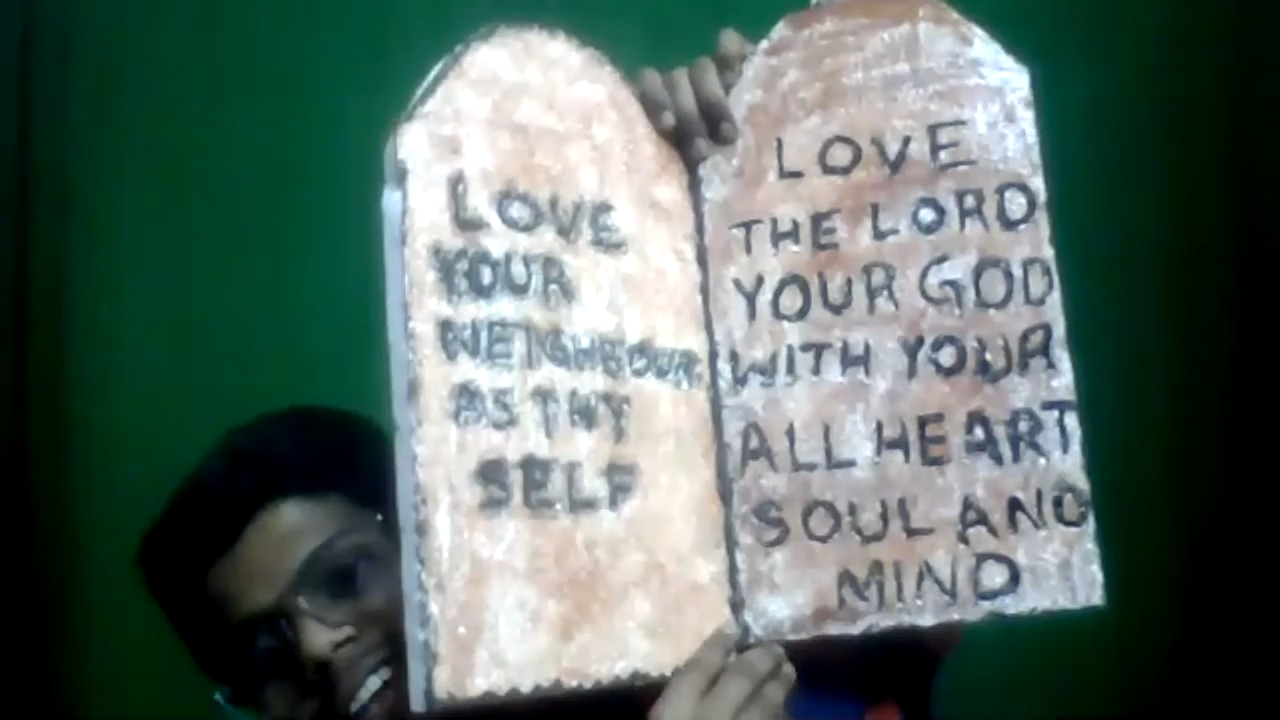 LOVE
YOUR
NEIGHBOUR
AS THY
SELF
LOVE
THE LORD
YOUR GOD
WITH YOUR
ALL HEART
SOUL AND
MIND